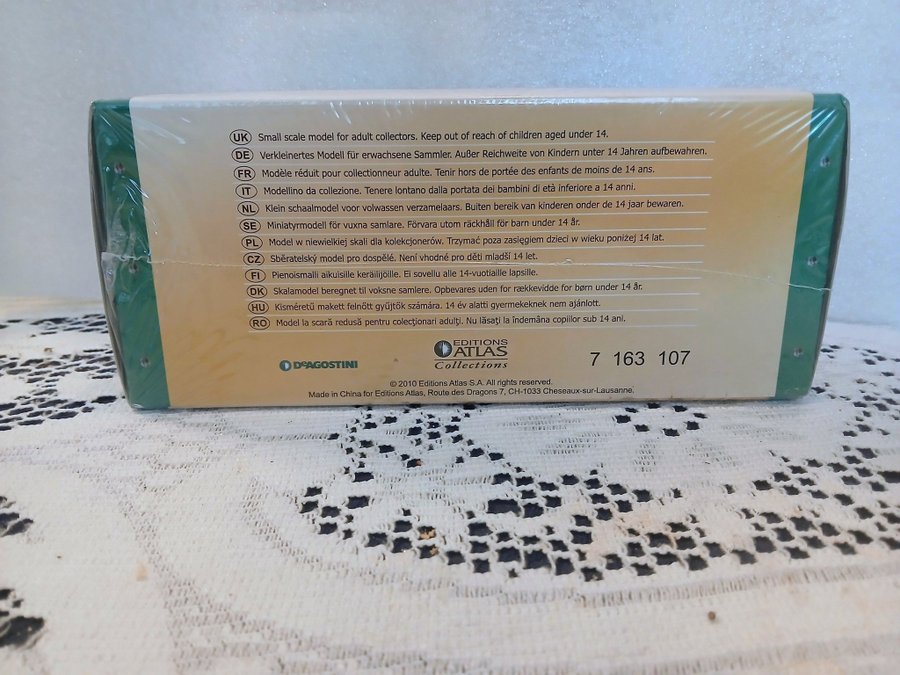 UK Small scale model for adult collectors. Keep out of reach of children aged under 14.
DE Verkleinertes Modell für erwachsene Sammler. Außer Reichweite von Kindern unter 14 Jahren aufbewahren.
FR Modèle réduit pour collectionneur adulte. Tenir hors de portée des enfants de moins de 14 ans.
IT Modellino da collezione. Tenere lontano dalla portata dei bambini di età inferiore a 14 anni.
NL Klein schaalmodel voor volwassen verzamelaars. Buiten bereik van kinderen onder de 14 jaar bewaren.
SE Miniatyrmodell för vuxna samlare. Förvara utom räckhåll för barn under 14 år.
PL Model w niewielkiej skali dla kolekcjonerów. Trzymać poza zasięgiem dzieci w wieku poniżej 14 lat.
CZ Sběratelský model pro dospělé. Není vhodné pro děti mladší 14 let.
FI Pienoismalli aikuisille keräilijöille. Ei sovellu alle 14-vuotiaille lapsille.
DK Skalamodel beregnet til voksne samlere. Opbevares uden for rækkevidde for børn under 14 år.
HU Kisméretű makett felnőtt gyűjtők számára. 14 év alatti gyermekeknek nem ajánlott.
RO Model la scară redusă pentru colecționari adulți. Nu lăsați la îndemâna copiilor sub 14 ani.
DeAGOSTINI
EDITIONS
ATLAS
Collections
7 163 107
© 2010 Editions Atlas S.A. All rights reserved.
Made in China for Editions Atlas, Route des Dragons 7, CH-1033 Cheseaux-sur-Lausanne.